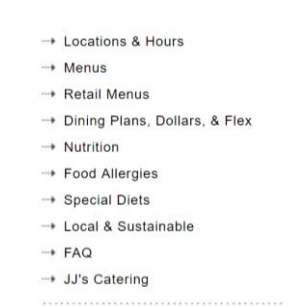 Locations & Hours
Menus
Retail Menus
Dining Plans, Dollars, & Flex
Nutrition
Food Allergies
Special Diets
Local & Sustainable
FAQ
JJ's Catering